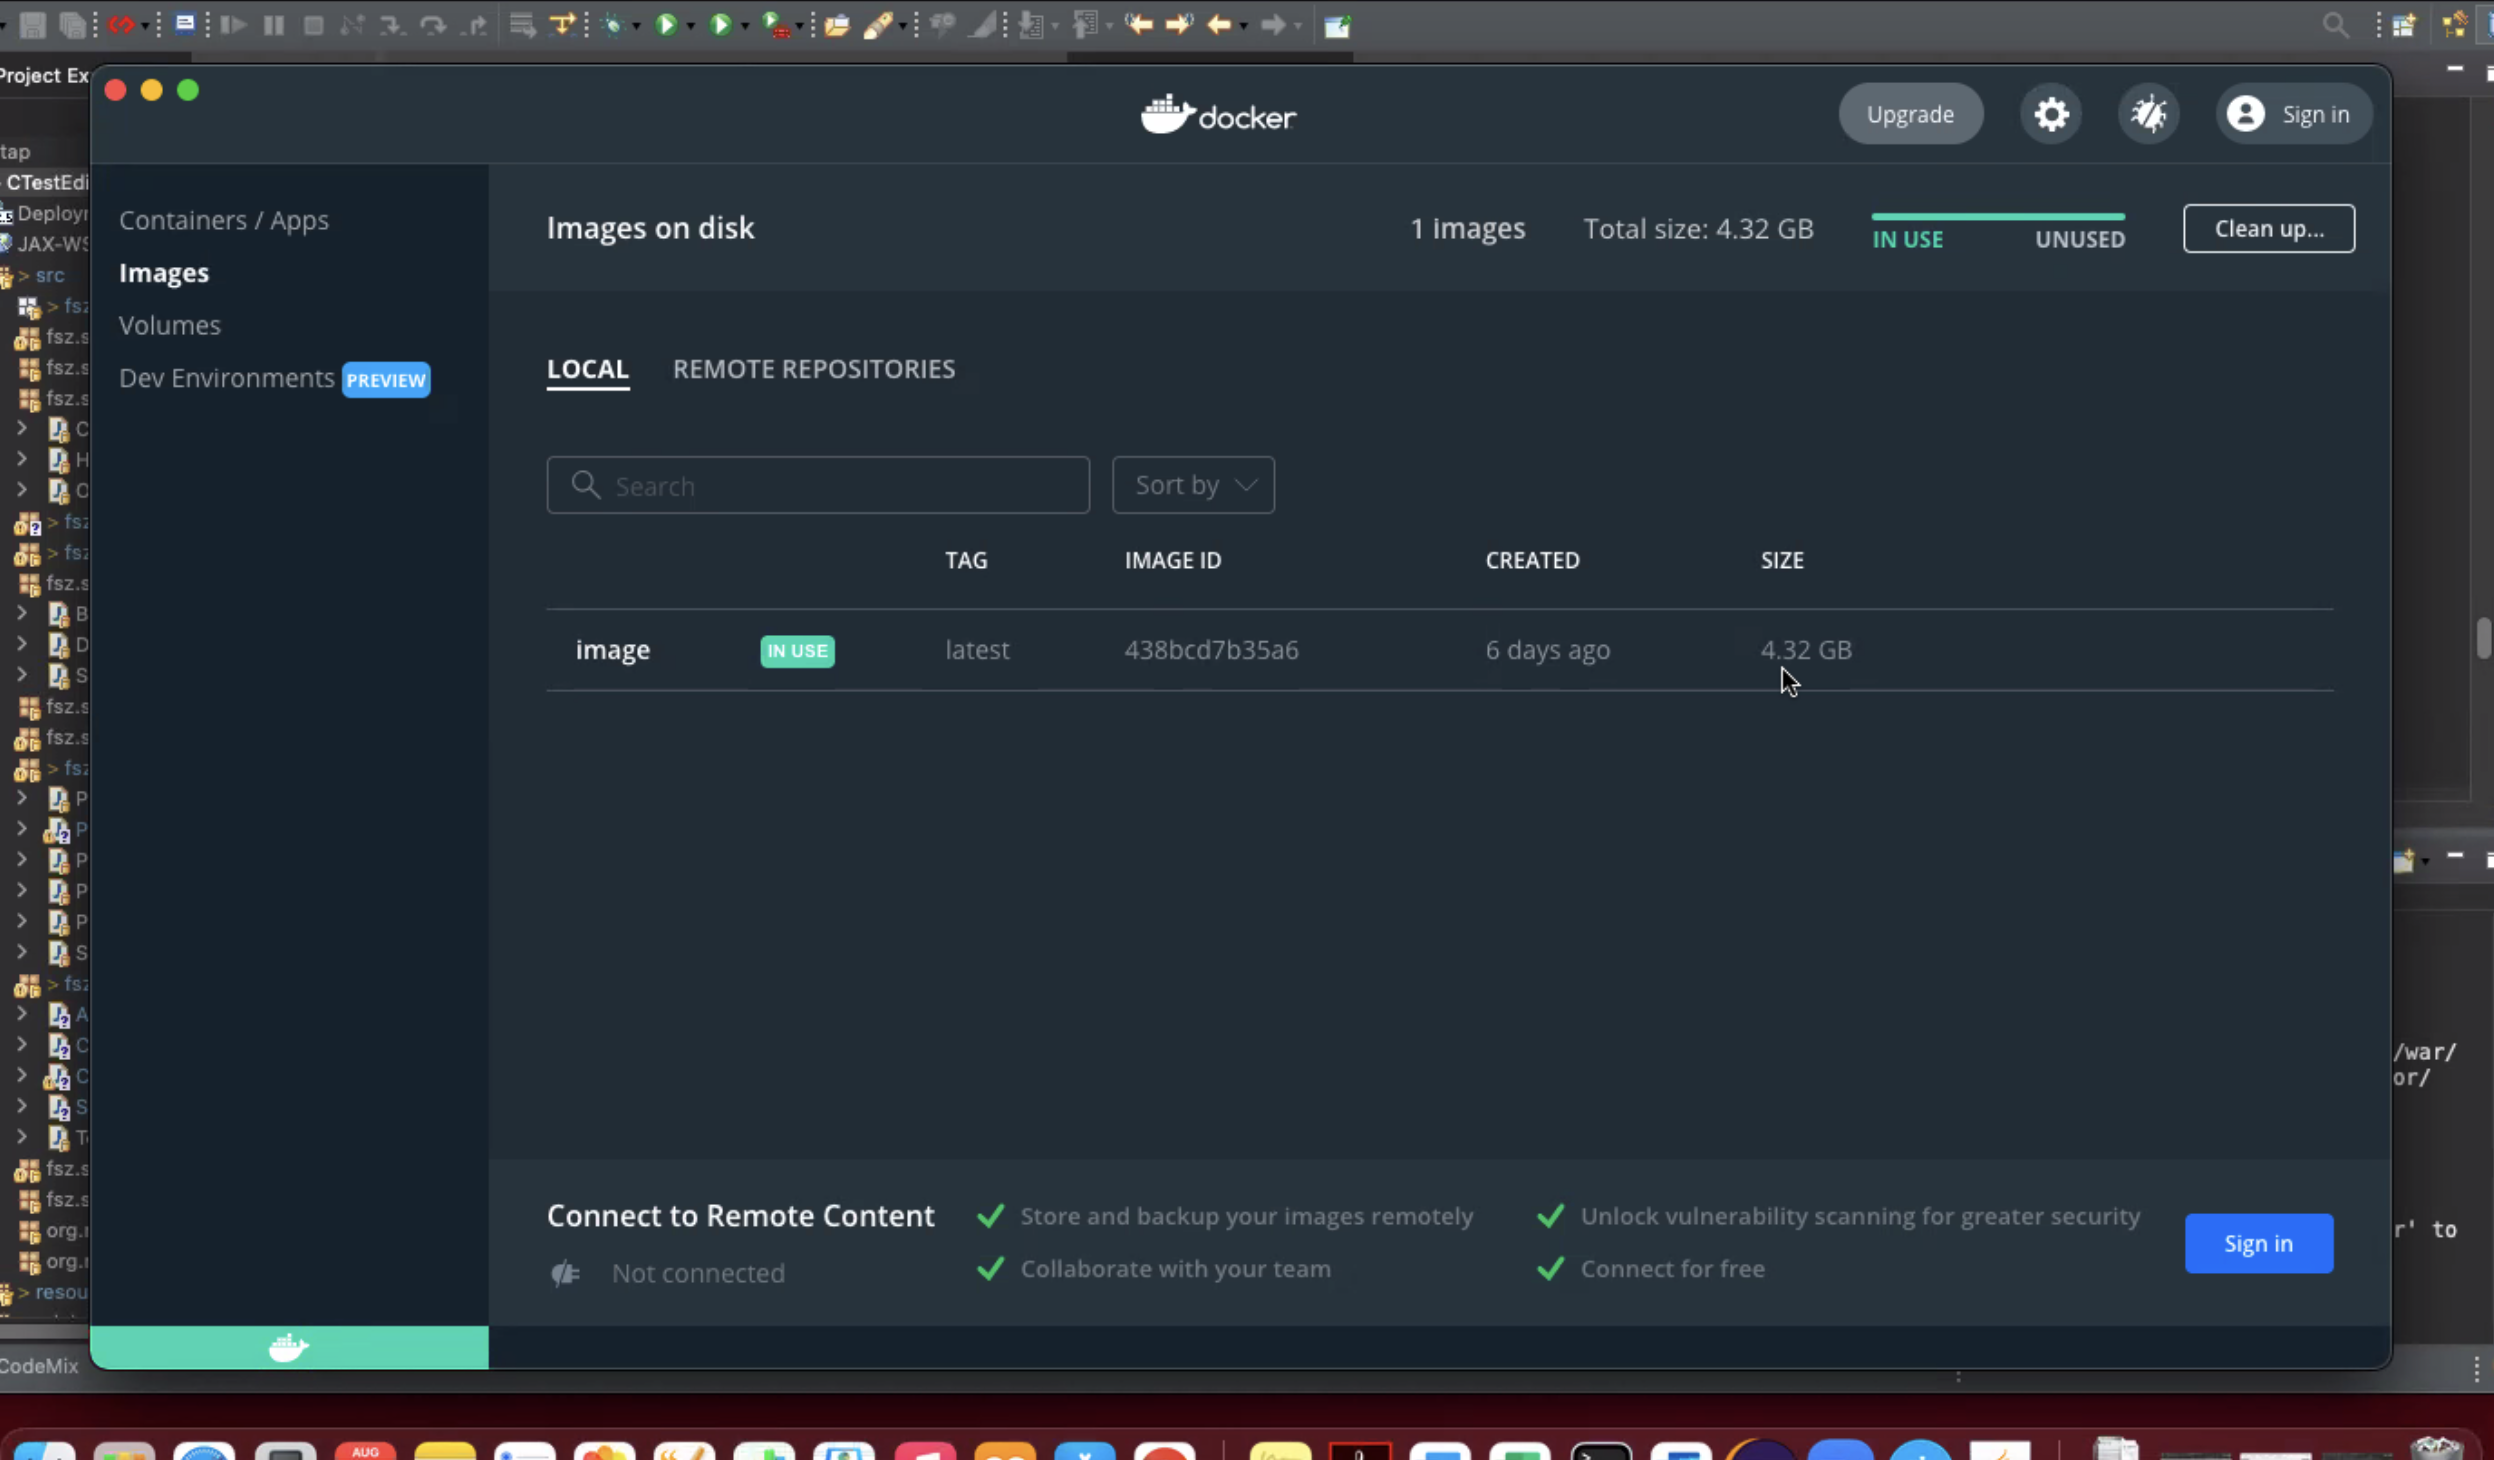 Project Ex
docker
Upgrade
Sign in
tap
CTestEdi
Deploy
JAX-WS
> src
> fsz
fsz.s
fsz.s
fsz.s
C
H
> fsz
> fsz
fsz.s
B
D
S
fsz.s
fsz.s
> fsz
P
P
P
P
P
S
> fsz
A
C
C
S
T
fsz.s
fsz.s
org.
org.
> resou
CodeMix
Containers / Apps
Images
Volumes
Dev Environments PREVIEW
Images on disk
1 images
Total size: 4.32 GB
IN USE UNUSED
Clean up...
LOCAL REMOTE REPOSITORIES
Search
Sort by
TAG IMAGE ID CREATED SIZE
image IN USE latest 438bcd7b35a6 6 days ago 4.32 GB
Connect to Remote Content
Not connected
Store and backup your images remotely
Collaborate with your team
Unlock vulnerability scanning for greater security
Connect for free
Sign in
/war/
or/
r' to
AUG